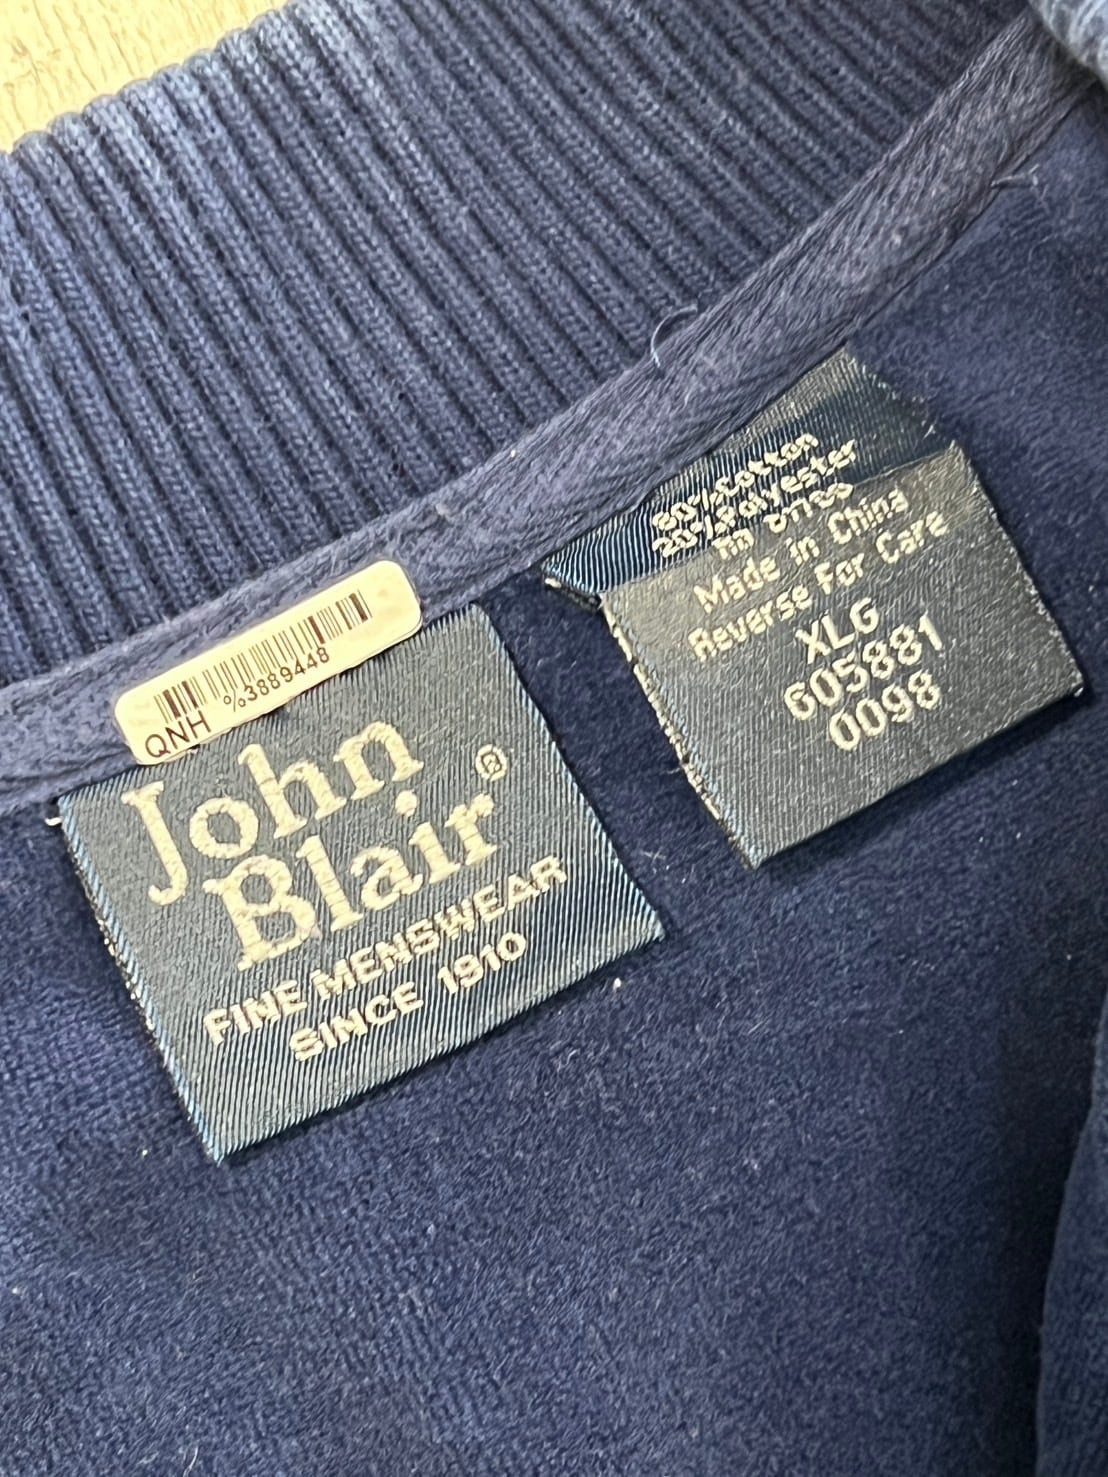 QNH %3889448
John
Blair®
FINE MENSWEAR
SINCE 1910
80%Cotton
20%Polyester
Made in China
Reverse For Care
XLG
605881
0098